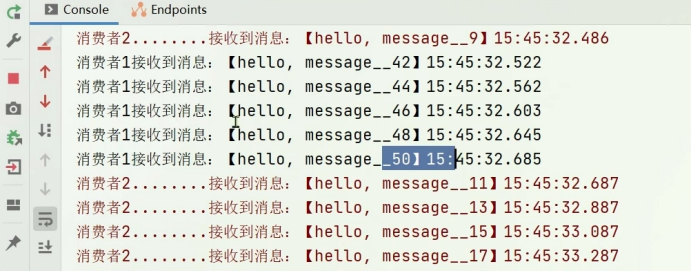 Console
Endpoints
消费者2........接收到消息:【hello, message__9】15:45:32.486
消费者1接收到消息:【hello, message__42】15:45:32.522
消费者1接收到消息:【hello, message__44】15:45:32.562
消费者1接收到消息:【hello, message__46】15:45:32.603
消费者1接收到消息:【hello, message__48】15:45:32.645
消费者1接收到消息:【hello, message__50】15:45:32.685
消费者2........接收到消息:【hello, message__11】15:45:32.687
消费者2........接收到消息:【hello, message__13】15:45:32.887
消费者2........接收到消息:【hello, message__15】15:45:33.087
消费者2........接收到消息:【hello, message__17】15:45:33.287